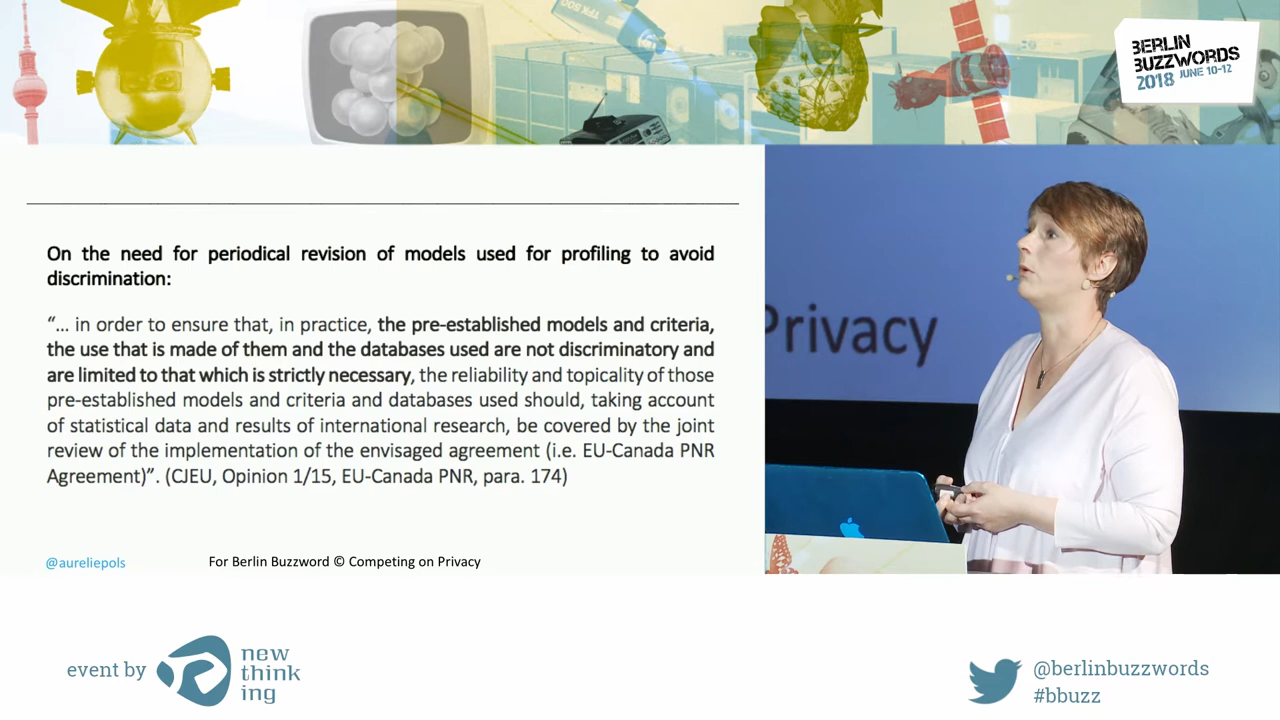 BERLIN
BUZZWORDS
2018 JUNE 10-12
On the need for periodical revision of models used for profiling to avoid
discrimination:
“... in order to ensure that, in practice, the pre-established models and criteria,
the use that is made of them and the databases used are not discriminatory and
are limited to that which is strictly necessary, the reliability and topicality of those
pre-established models and criteria and databases used should, taking account
of statistical data and results of international research, be covered by the joint
review of the implementation of the envisaged agreement (i.e. EU-Canada PNR
Agreement)”. (CJEU, Opinion 1/15, EU-Canada PNR, para. 174)
@aureliepols
For Berlin Buzzword © Competing on Privacy
Privacy
event by
new
think
ing
@berlinbuzzwords
#bbuzz